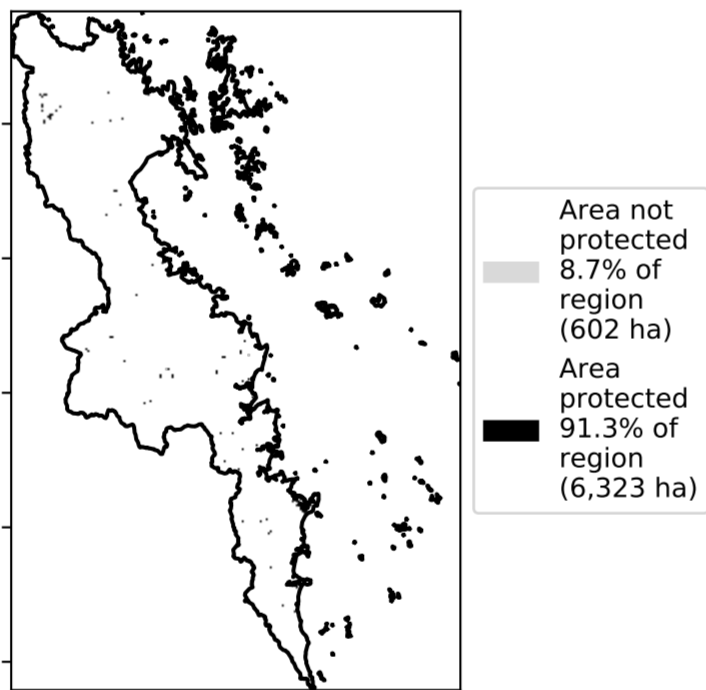 Area not
protected
8.7% of
region
(602 ha)
Area
protected
91.3% of
region
(6,323 ha)